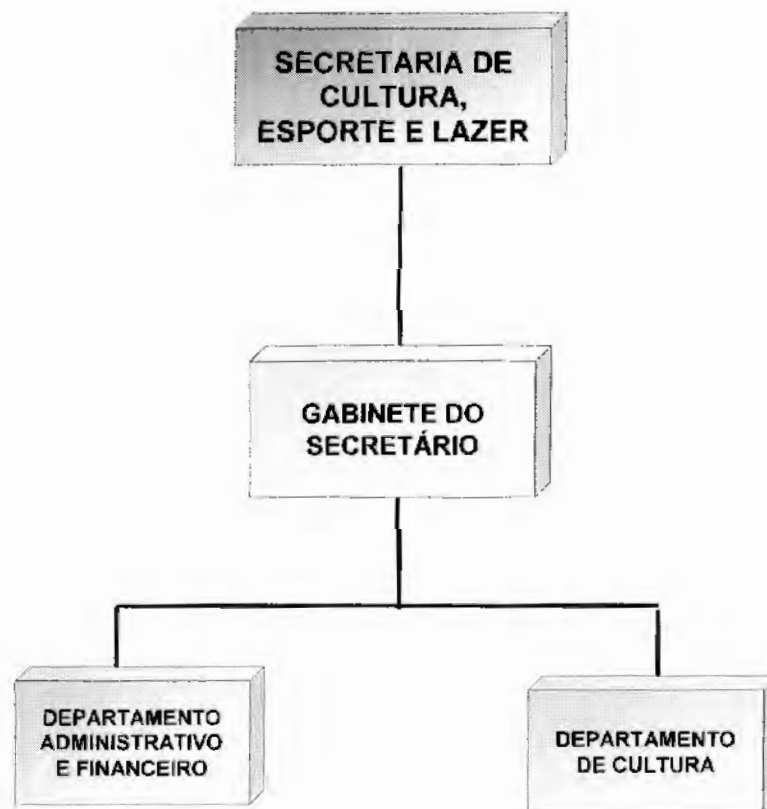 SECRETARIA DE
CULTURA,
ESPORTE E LAZER
GABINETE DO
SECRETÁRIO
DEPARTAMENTO
ADMINISTRATIVO
E FINANCEIRO
DEPARTAMENTO
DE CULTURA